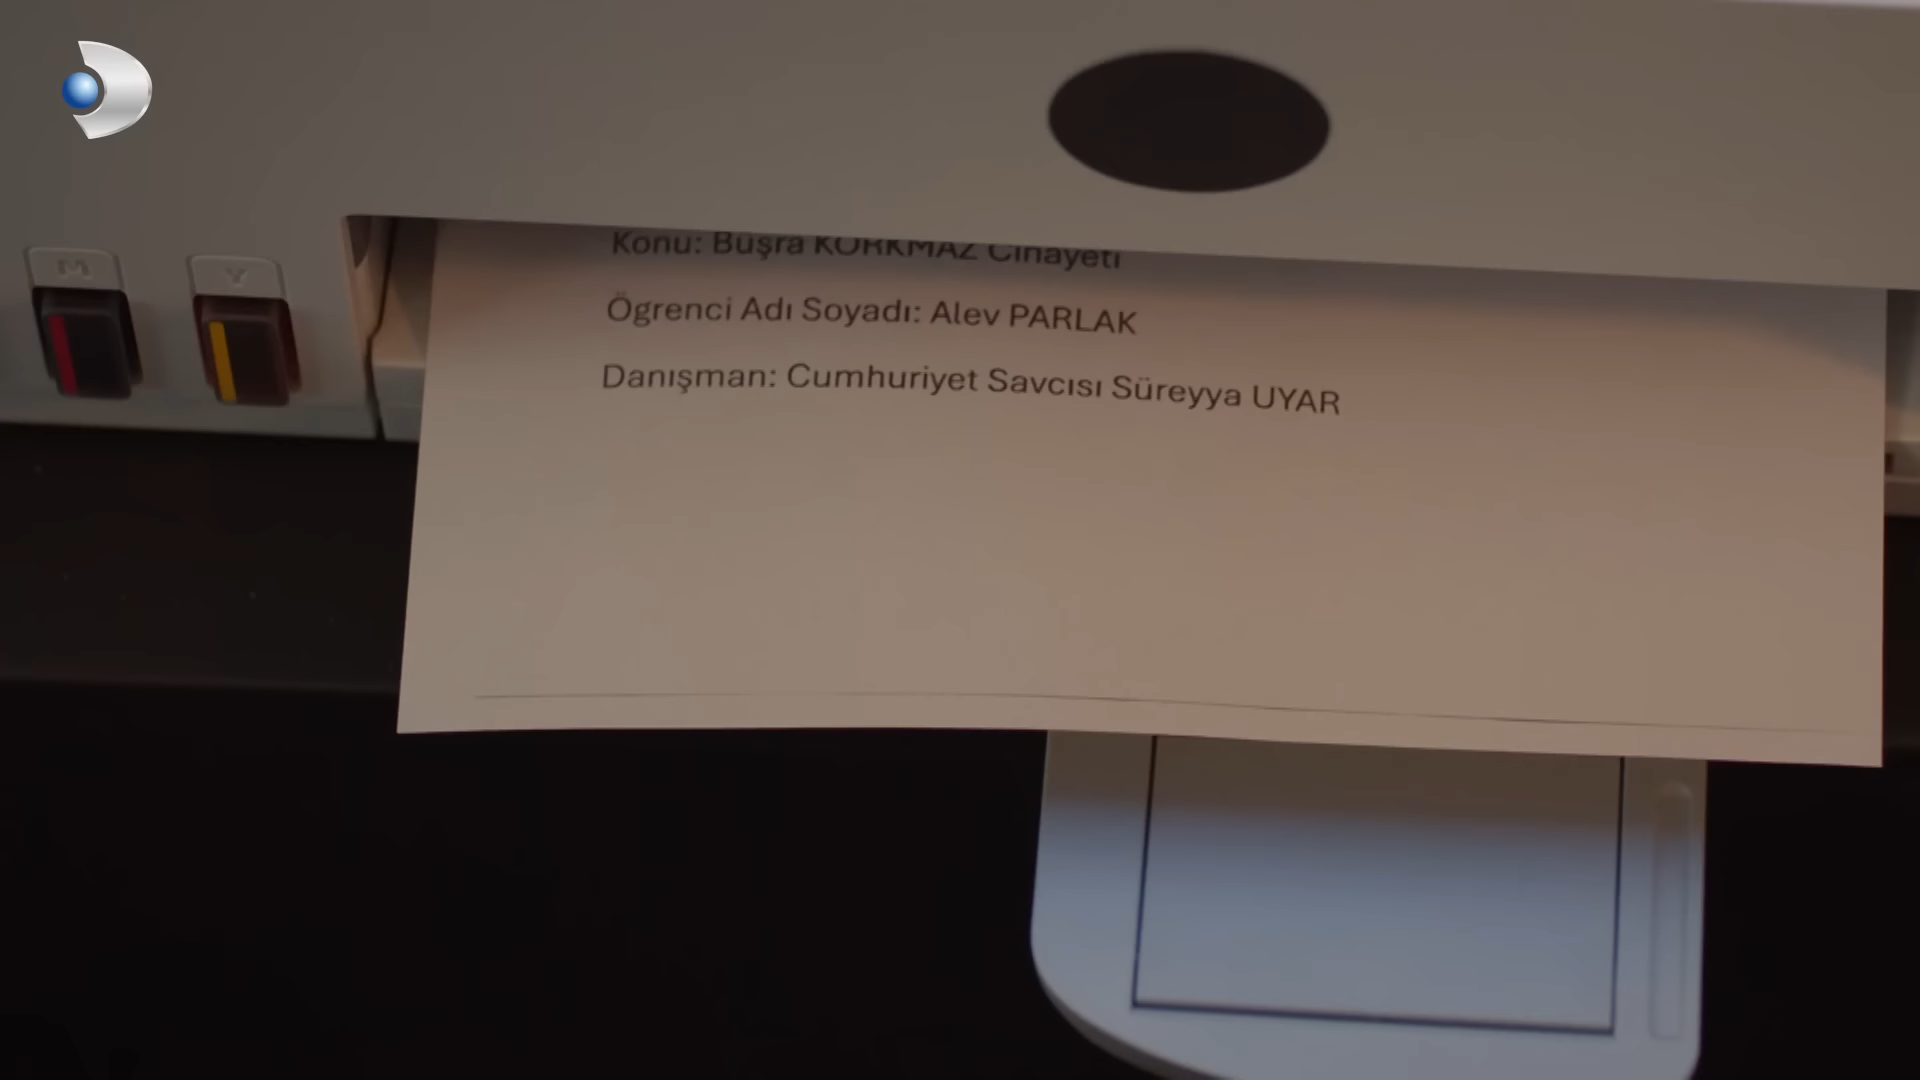 Konu: Büşra KORKMAZ Cinayeti
M
Y
Ögrenci Adı Soyadı: Alev PARLAK
Danışman: Cumhuriyet Savcısı Süreyya UYAR